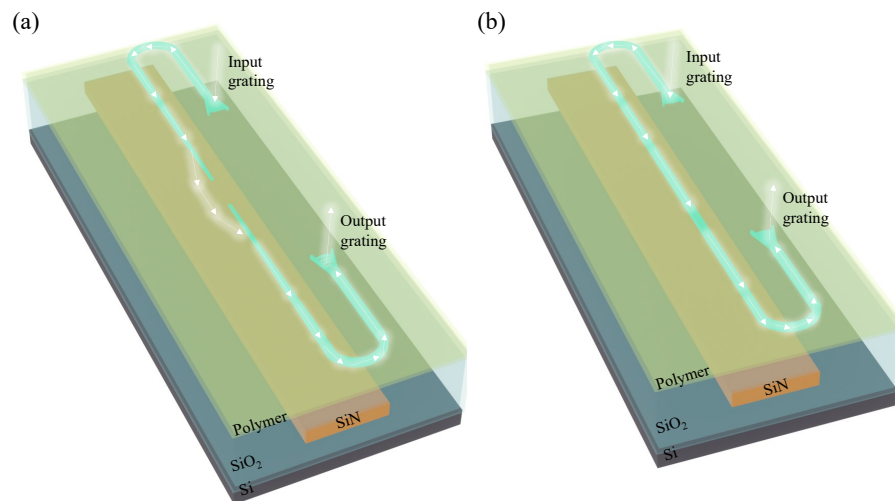 (a)
(b)
Input
grating
Output
grating
Polymer
SiN
SiO₂
Si
Input
grating
Output
grating
Polymer
SiN
SiO₂
Si